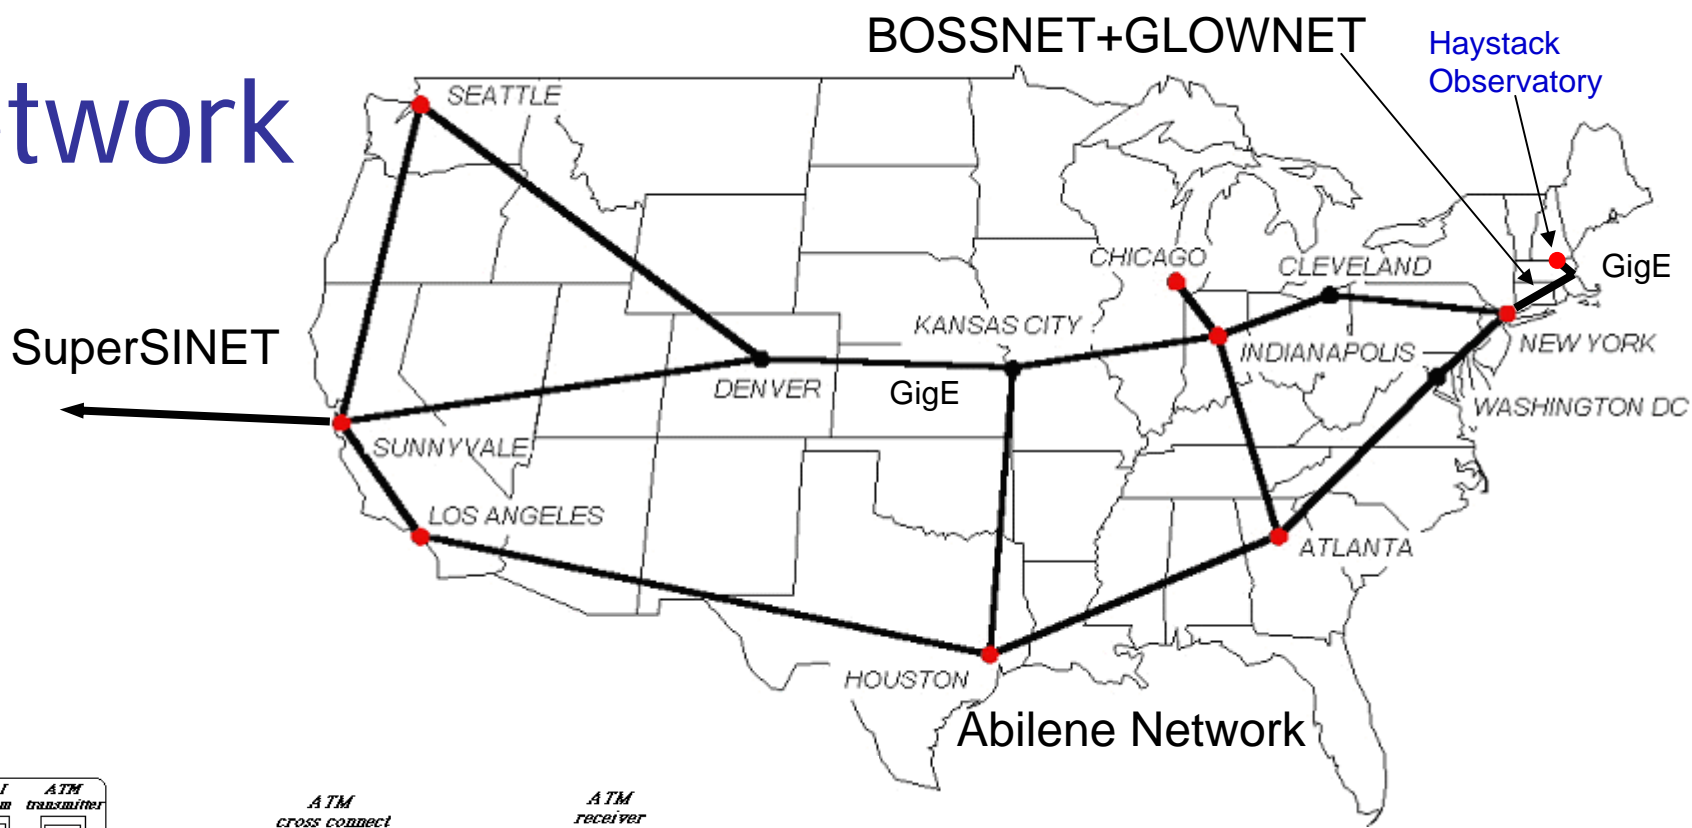 BOSSNET+GLOWNET
Haystack
Observatory
twork
SEATTLE
CHICAGO
CLEVELAND
GigE
KANSAS CITY
SuperSINET
INDIANAPOLIS
NEW YORK
DENVER
GigE
WASHINGTON DC
SUNNYVALE
LOS ANGELES
ATLANTA
HOUSTON
Abilene Network
ATM
transmitter
ATM
cross connect
ATM
receiver